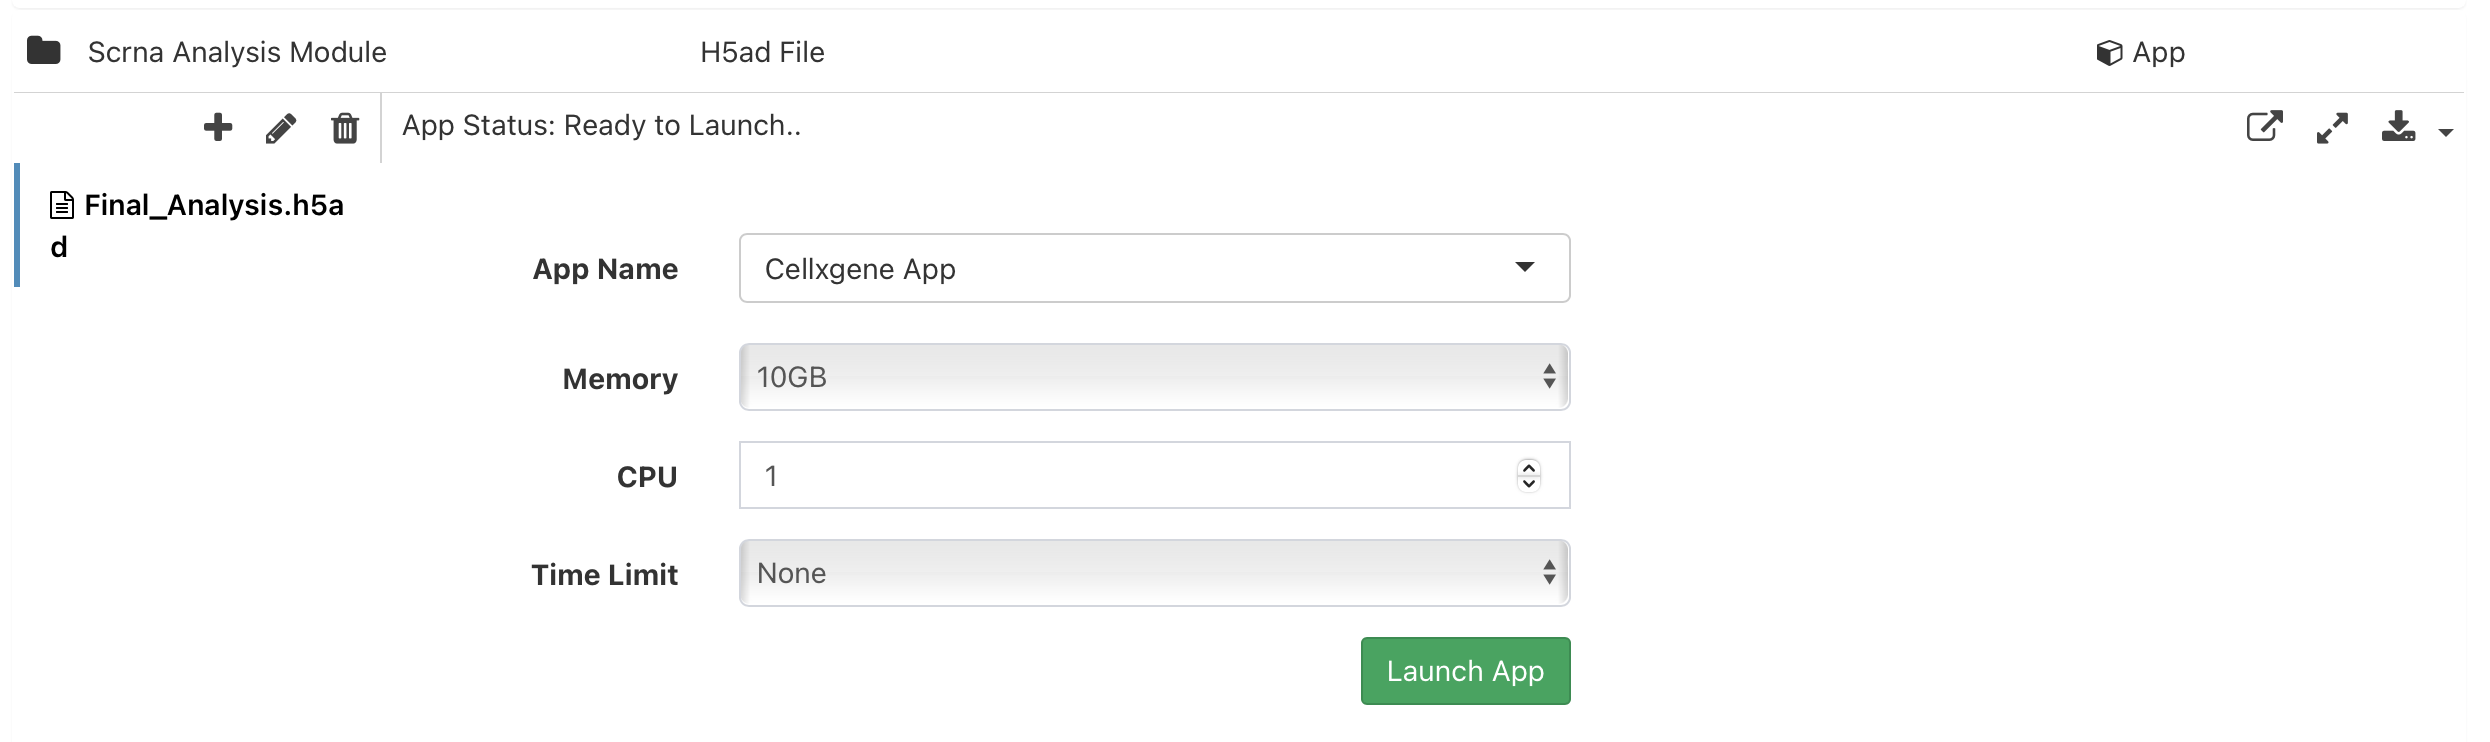 Scrna Analysis Module
H5ad File
App
App Status: Ready to Launch..
Final_Analysis.h5a
d
App Name
Cellxgene App
Memory
10GB
CPU
1
Time Limit
None
Launch App